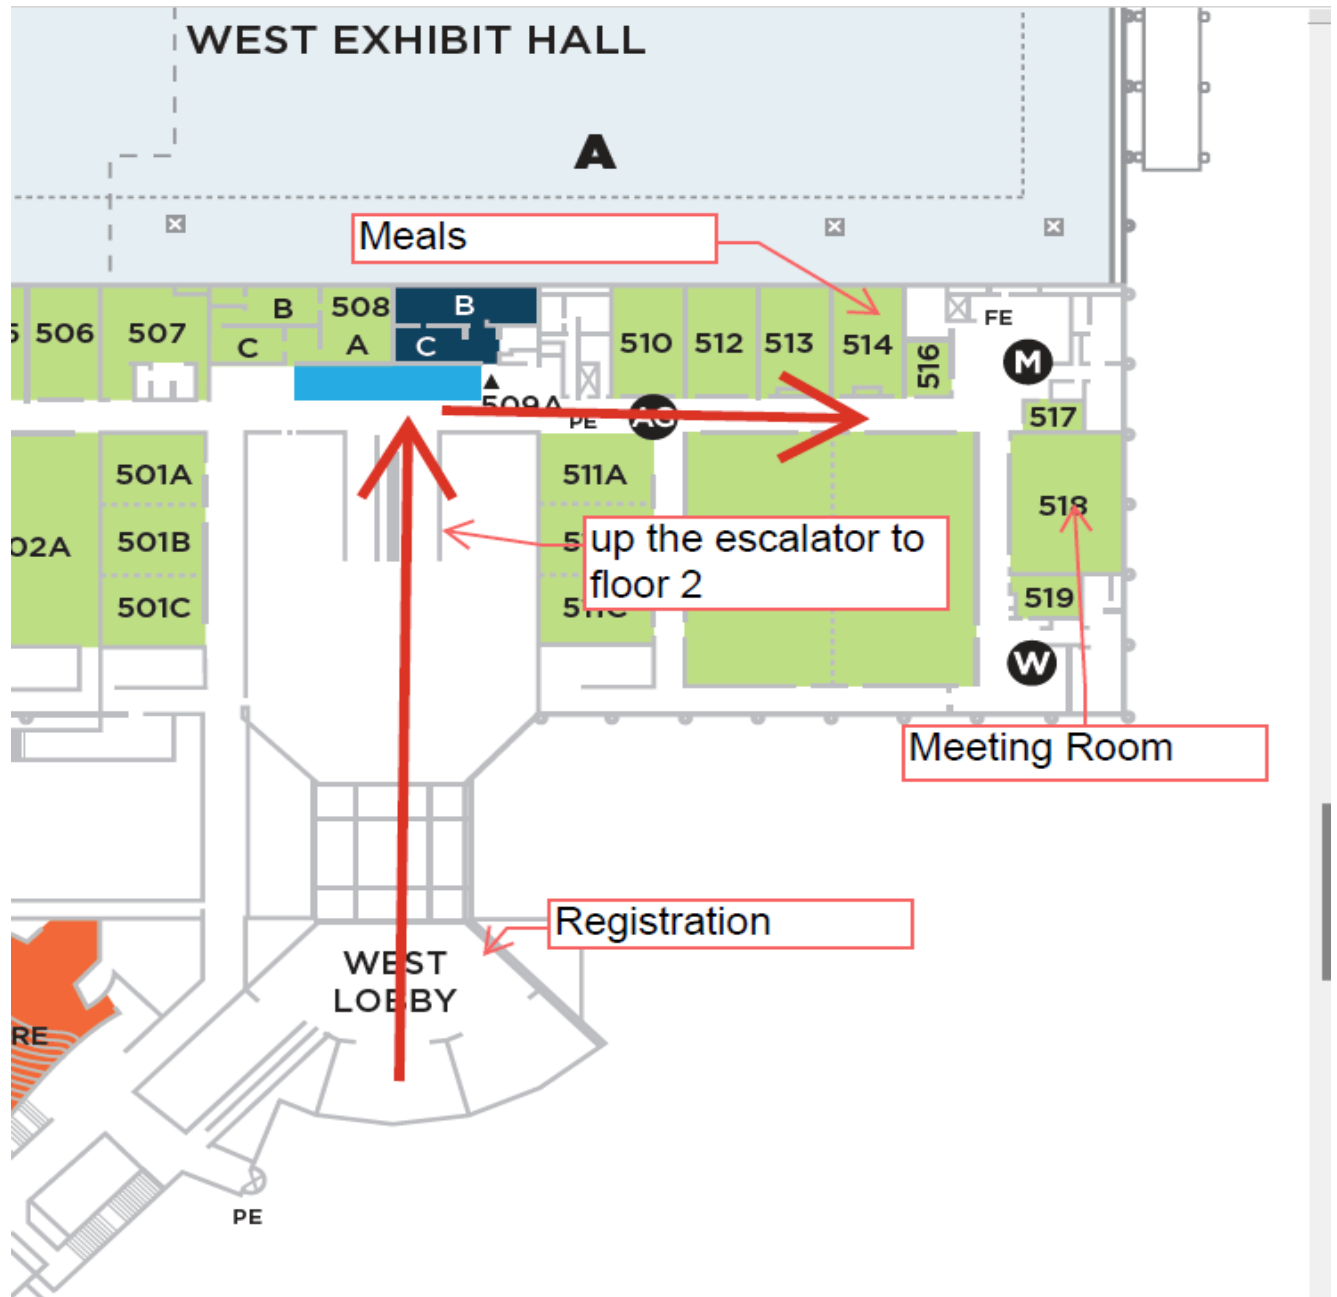 WEST EXHIBIT HALL
A
Meals
506
507
B
C
508
A
B
C
509A
PE
AC
510
512
513
514
516
FE
M
517
518
519
W
501A
501B
501C
02A
511A
up the escalator to
floor 2
Meeting Room
Registration
WEST
LOBBY
RE
PE